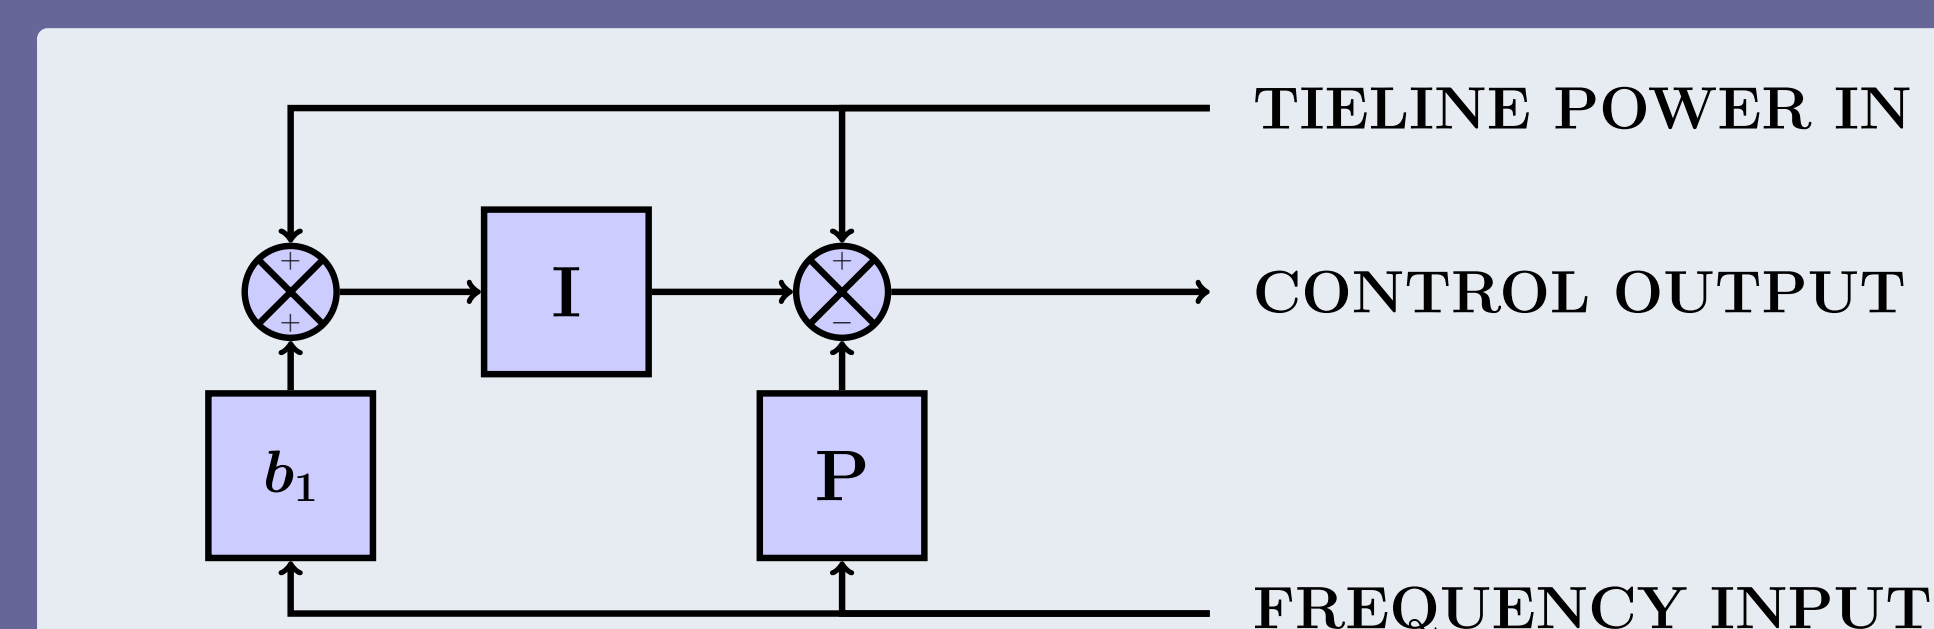 TIELINE POWER IN
+ +
I
CONTROL OUTPUT
+ −
b₁
P
FREQUENCY INPUT